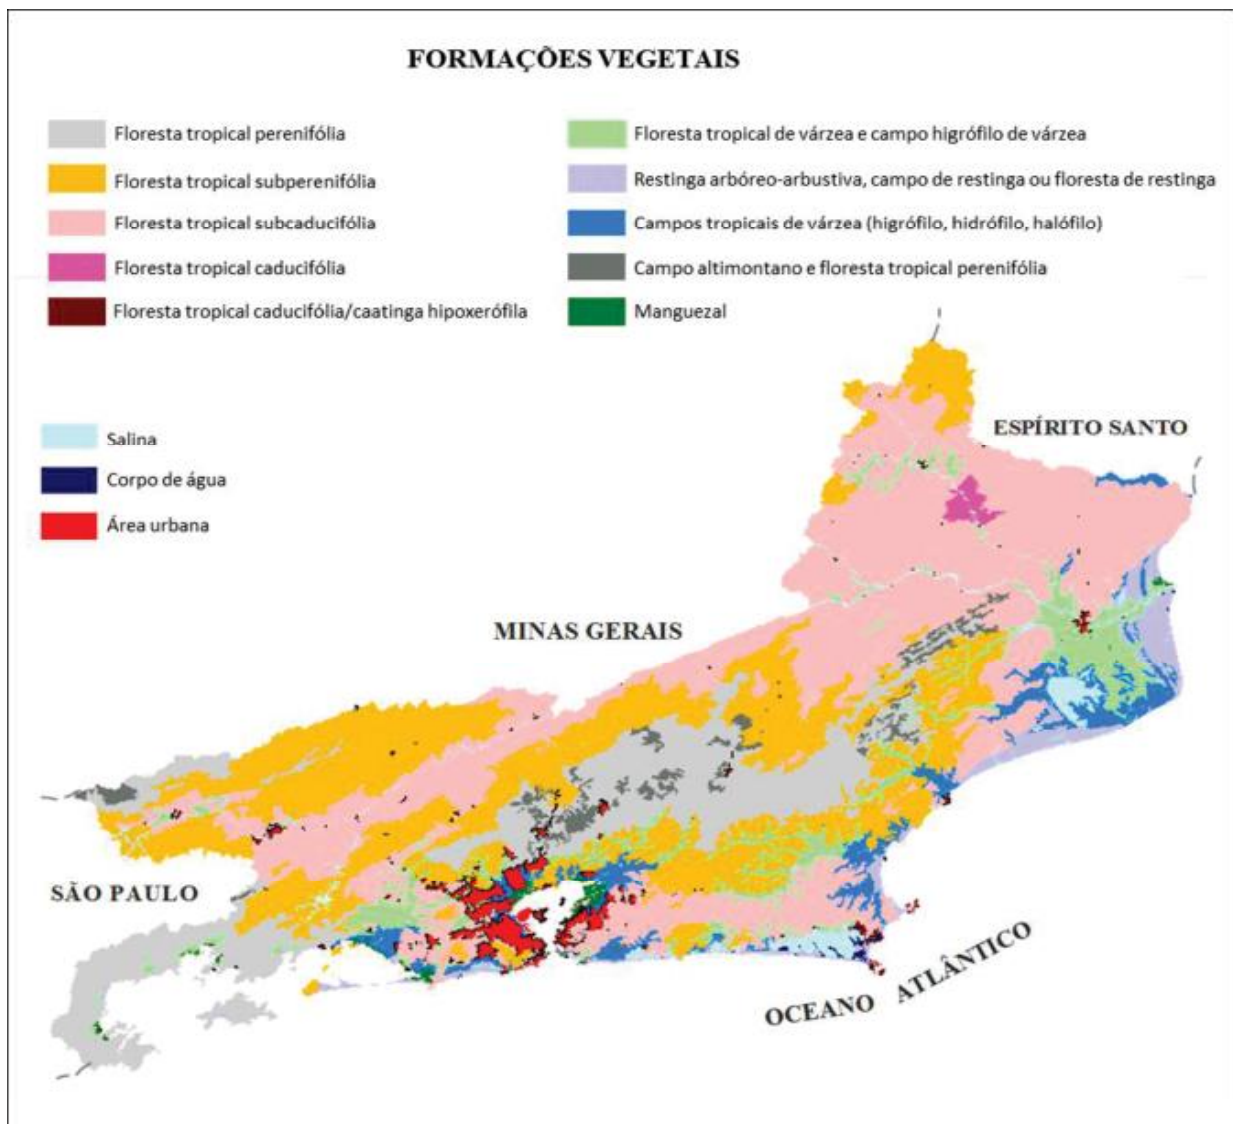 FORMAÇÕES VEGETAIS
Floresta tropical perenifólia
Floresta tropical subperenifólia
Floresta tropical subcaducifólia
Floresta tropical caducifólia
Floresta tropical caducifólia/caatinga hipoxerófila
Floresta tropical de várzea e campo higrófilo de várzea
Restinga arbóreo-arbustiva, campo de restinga ou floresta de restinga
Campos tropicais de várzea (higrófilo, hidrófilo, halófilo)
Campo altimontano e floresta tropical perenifólia
Manguezal
Salina
Corpo de água
Área urbana
ESPÍRITO SANTO
MINAS GERAIS
SÃO PAULO
OCEANO ATLÂNTICO